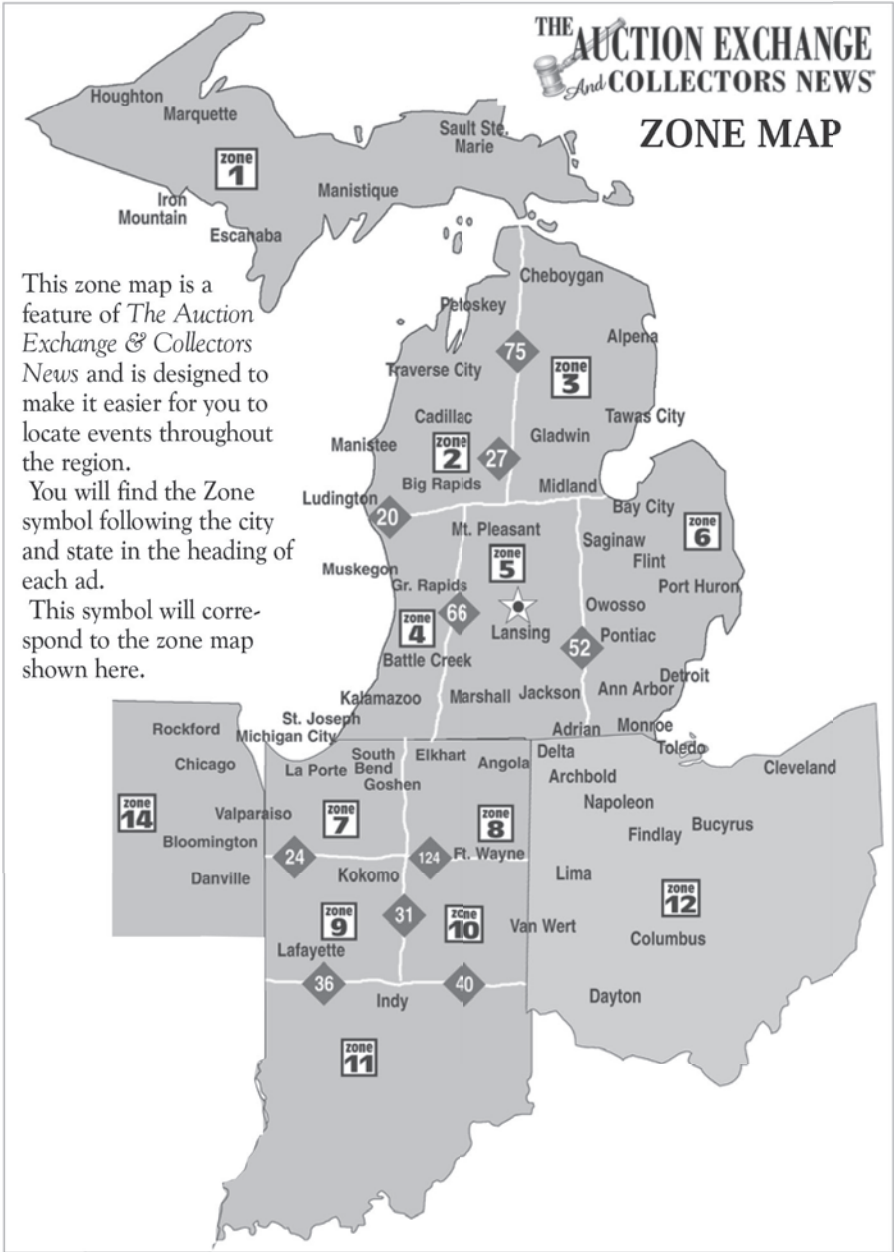 THE
AUCTION EXCHANGE
And COLLECTORS NEWS
ZONE MAP
Houghton
Marquette
Sault Ste.
Marie
zone
1
Manistique
Iron
Mountain
Escanaba
This zone map is a
feature of The Auction
Exchange & Collectors
News and is designed to
make it easier for you to
locate events throughout
the region.
You will find the Zone
symbol following the city
and state in the heading of
each ad.
This symbol will corre-
spond to the zone map
shown here.
Cheboygan
Petoskey
Alpena
75
Traverse City
zone
3
Cadillac
Tawas City
Manistee
zone
2
27
Gladwin
Big Rapids
Midland
Ludington
20
Bay City
Mt. Pleasant
zone
6
Saginaw
zone
5
Flint
Muskegon
Gr. Rapids
Port Huron
66
Owosso
zone
4
Lansing
Pontiac
52
Battle Creek
Detroit
Kalamazoo
Marshall
Jackson
Ann Arbor
St. Joseph
Adrian
Monroe
Michigan City
Toledo
Rockford
South
Bend
Elkhart
Delta
Chicago
La Porte
Angola
Cleveland
Goshen
Archbold
zone
14
Napoleon
Valparaiso
zone
7
zone
8
Bucyrus
Findlay
Bloomington
24
124
Ft. Wayne
Danville
Kokomo
Lima
zone
12
zone
9
31
zone
10
Van Wert
Columbus
Lafayette
36
40
Indy
Dayton
zone
11